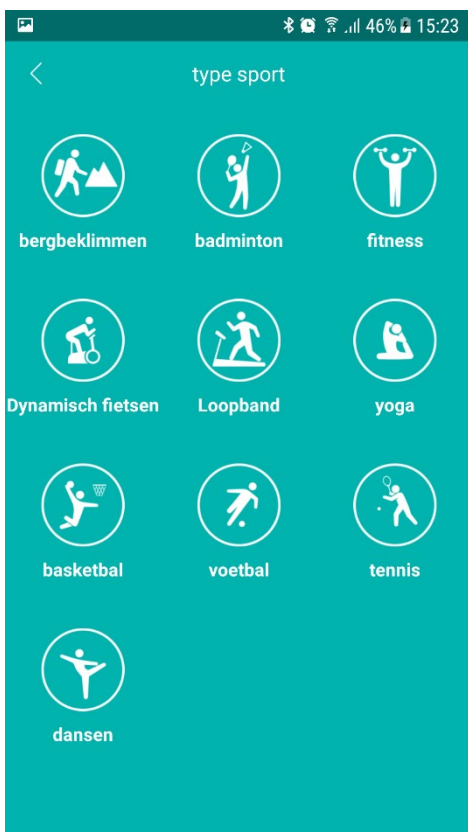 46% 15:23
type sport
bergbeklimmen badminton fitness
Dynamisch fietsen Loopband yoga
basketbal voetbal tennis
dansen